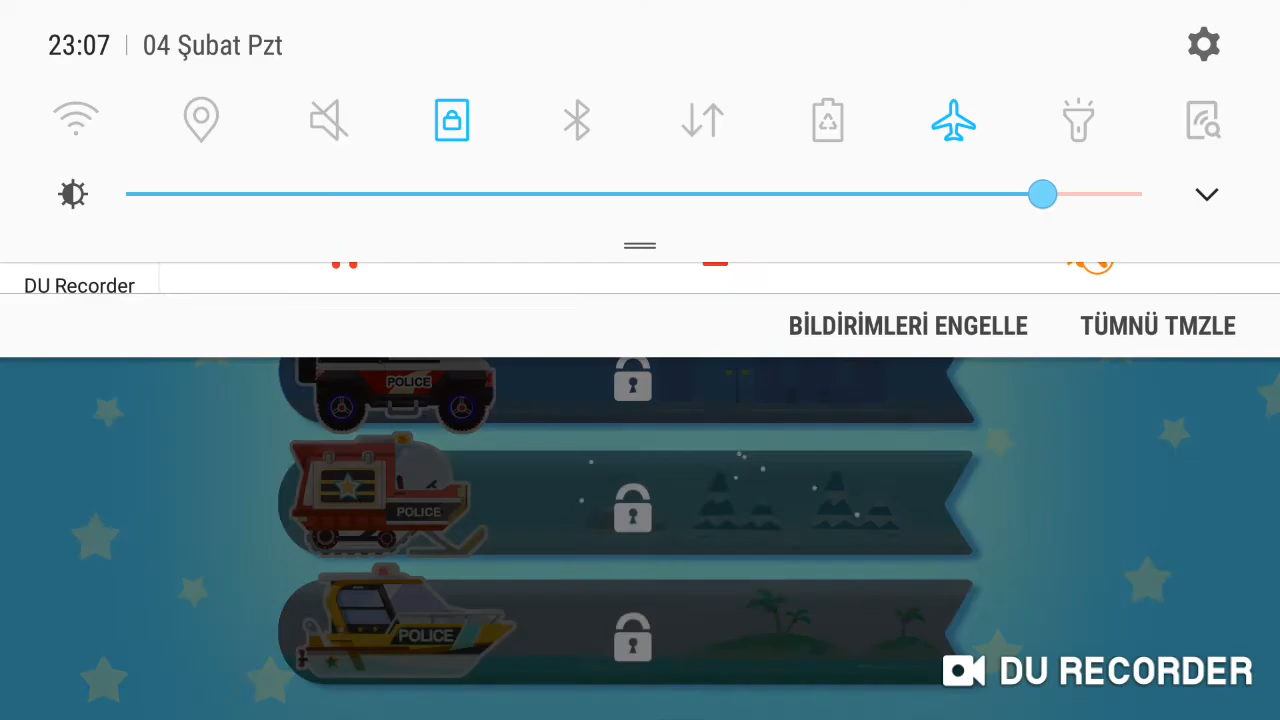 23:07 | 04 Şubat Pzt
DU Recorder
BİLDİRİMLERİ ENGELLE
TÜMNÜ TMZLE
POLICE
POLICE
POLICE
DU RECORDER